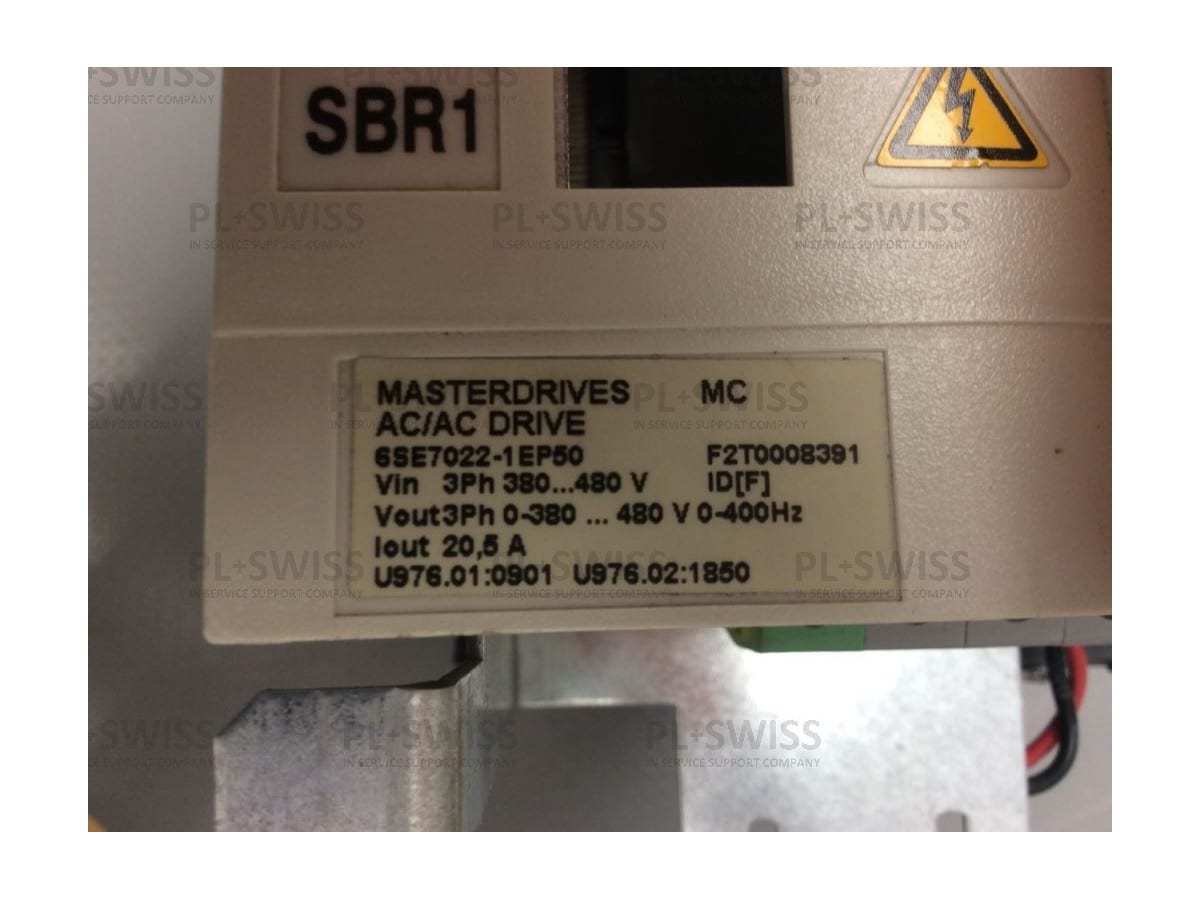 SBR1
MASTERDRIVES MC
AC/AC DRIVE
6SE7022-1EP50 F2T0008391
Vin 3Ph 380...480 V ID[F]
Vout3Ph 0-380 ... 480 V 0-400Hz
Iout 20,5 A
U976.01:0901 U976.02:1850
PL+SWISS
IN SERVICE SUPPORT COMPANY